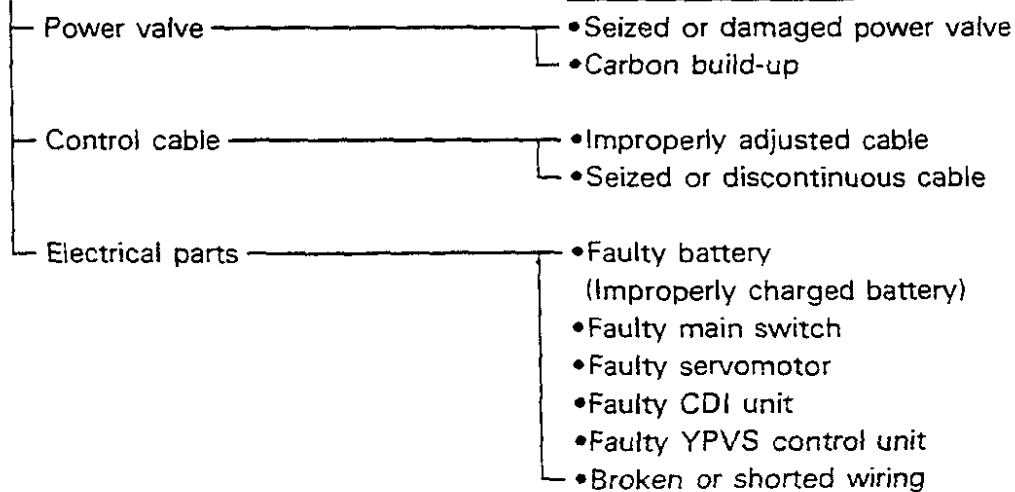 Power valve •Seized or damaged power valve
•Carbon build-up
Control cable •Improperly adjusted cable
•Seized or discontinuous cable
Electrical parts •Faulty battery
(Improperly charged battery)
•Faulty main switch
•Faulty servomotor
•Faulty CDI unit
•Faulty YPVS control unit
•Broken or shorted wiring